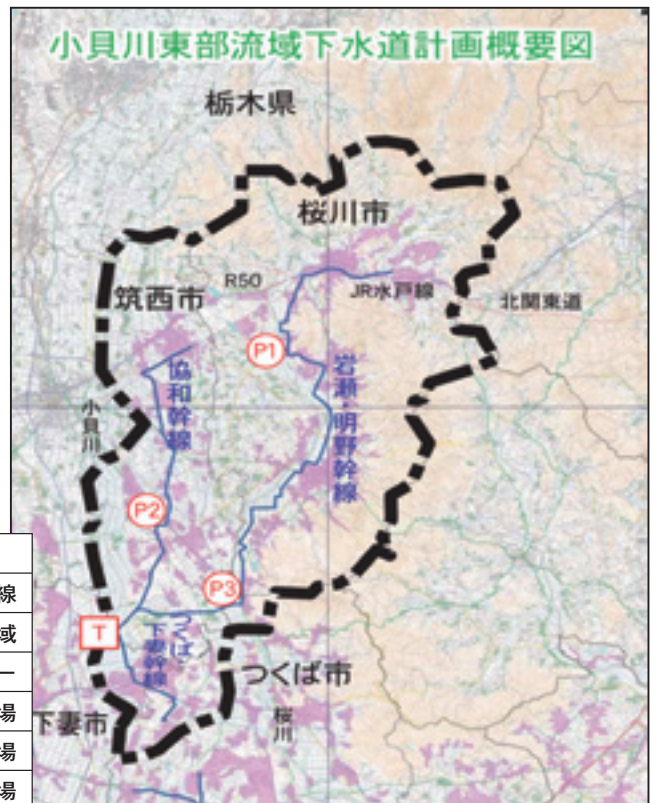 小貝川東部流域下水道計画概要図
栃木県
桜川市
R50
JR水戸線
北関東道
筑西市
P1
協和幹線
岩瀬・明野幹線
小貝川
P2
P3
線
T
域
つくば・
下妻幹線
ー
つくば市
場
下妻市
桜川
場
場